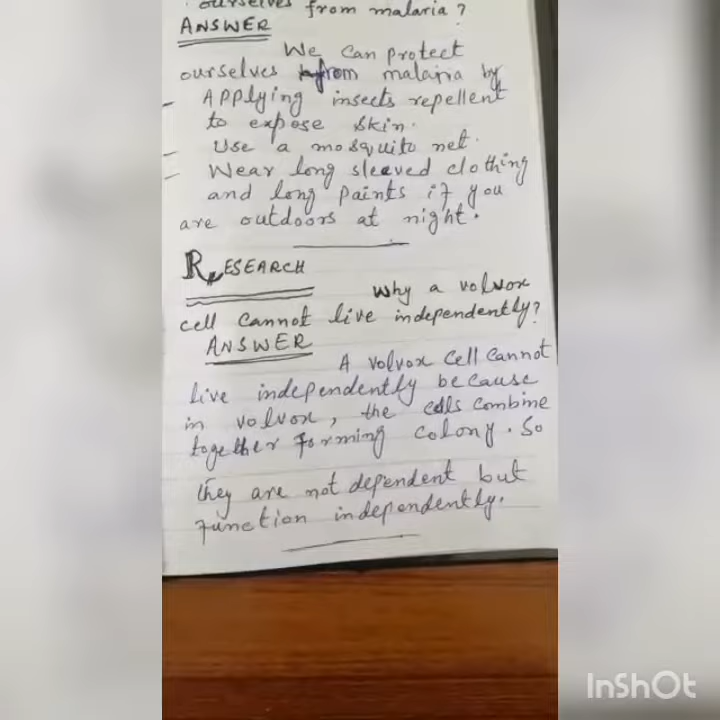 ourselves from malaria?
ANSWER
We can protect
ourselves from malaria by
- Applying insects repellent
to expose skin.
- Use a mosquito net.
- Wear long sleeved clothing
and long paints if you
are outdoors at night.
RESEARCH
Why a volvox
cell cannot live independently?
ANSWER
A volvox cell cannot
live independently because
in volvox, the cells combine
together forming colony. So
they are not dependent but
function independently.
InShOt